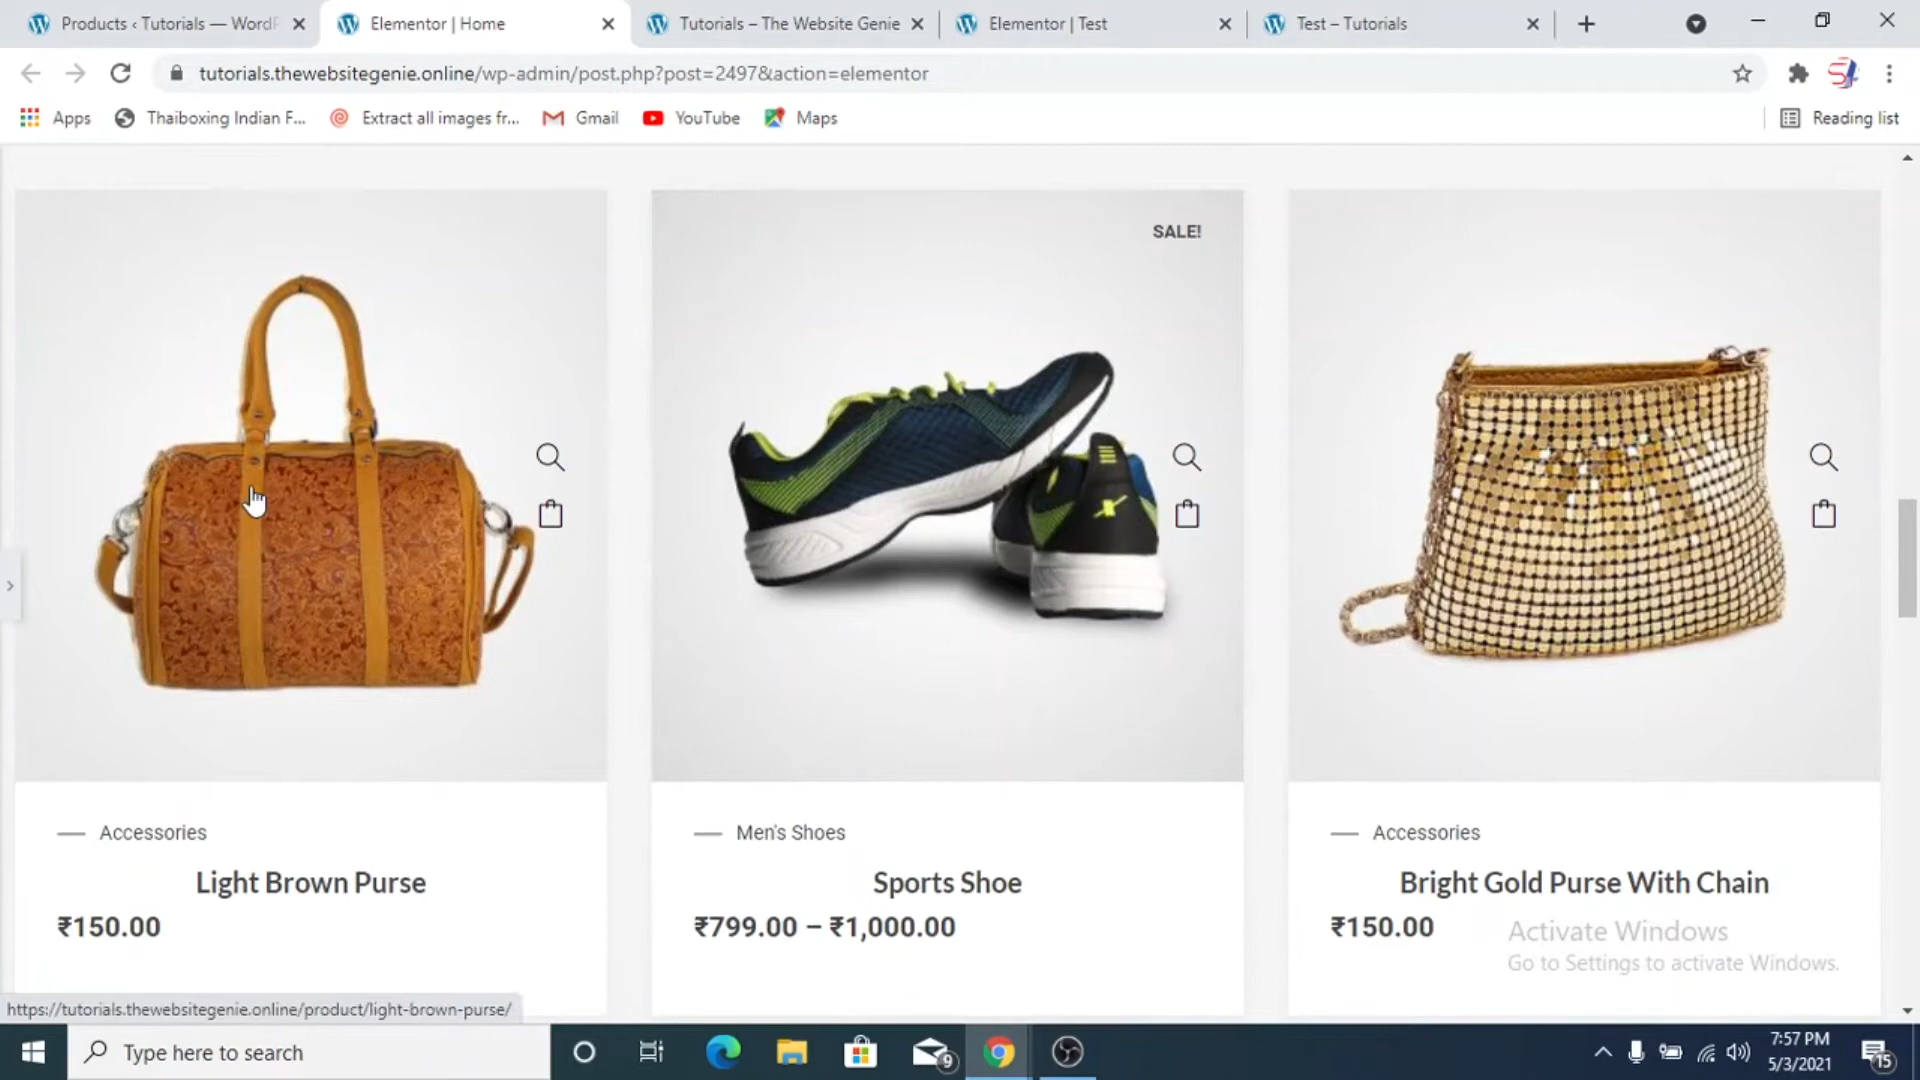 Products ‹ Tutorials — WordP
Elementor | Home
Tutorials – The Website Genie
Elementor | Test
Test – Tutorials
tutorials.thewebsitegenie.online/wp-admin/post.php?post=2497&action=elementor
Apps
Thaiboxing Indian F...
Extract all images fr...
Gmail
YouTube
Maps
Reading list
SALE!
Accessories
Men's Shoes
Accessories
Light Brown Purse
Sports Shoe
Bright Gold Purse With Chain
₹150.00
₹799.00 – ₹1,000.00
₹150.00
Activate Windows
Go to Settings to activate Windows.
https://tutorials.thewebsitegenie.online/product/light-brown-purse/
Type here to search
9
7:57 PM
5/3/2021
15